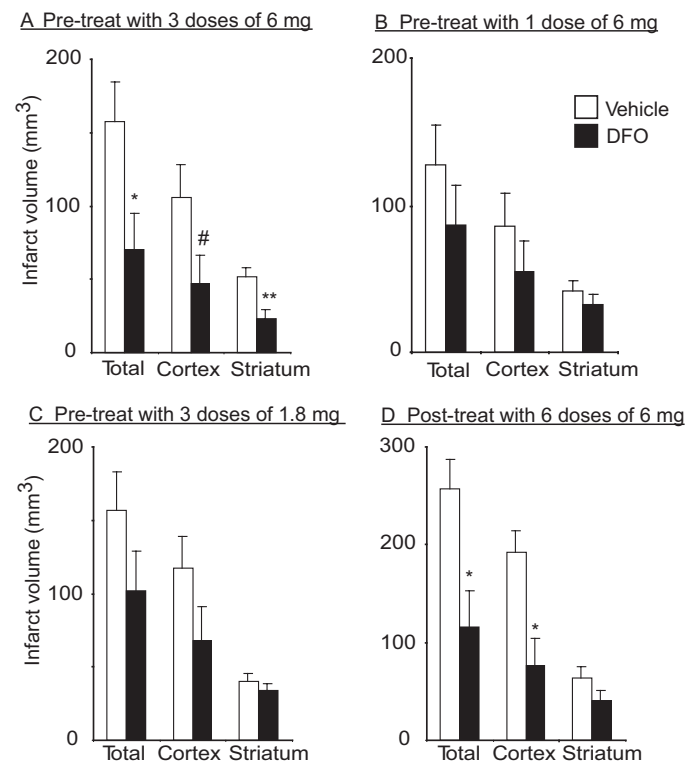 A Pre-treat with 3 doses of 6 mg
200
100
0
Infarct volume (mm³)
*
#
**
Total Cortex Striatum
B Pre-treat with 1 dose of 6 mg
200
100
0
Vehicle
DFO
Total Cortex Striatum
C Pre-treat with 3 doses of 1.8 mg
200
100
0
Infarct volume (mm³)
Total Cortex Striatum
D Post-treat with 6 doses of 6 mg
300
200
100
0
*
*
Total Cortex Striatum